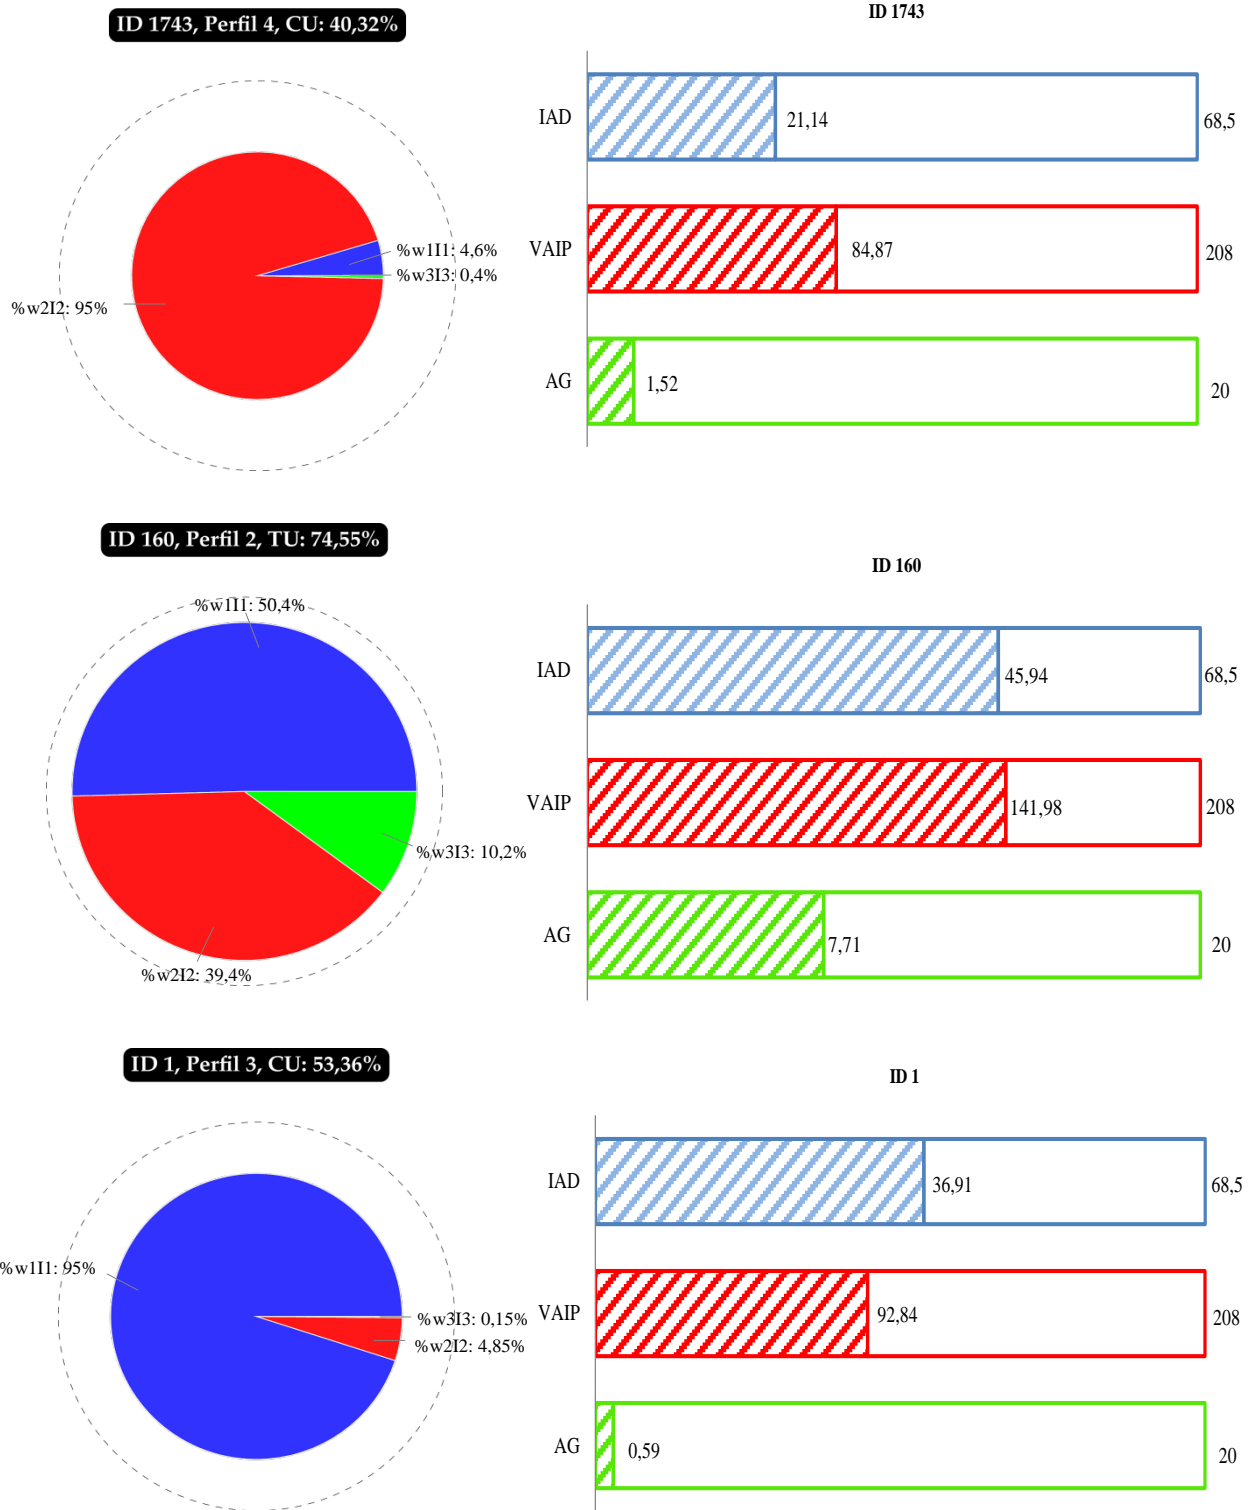 ID 1743, Perfil 4, CU: 40,32%
%w1I1: 4,6%
%w3I3: 0,4%
%w2I2: 95%
ID 1743
IAD
21,14
68,5
VAIP
84,87
208
AG
1,52
20
ID 160, Perfil 2, TU: 74,55%
%w1I1: 50,4%
%w3I3: 10,2%
%w2I2: 39,4%
ID 160
IAD
45,94
68,5
VAIP
141,98
208
AG
7,71
20
ID 1, Perfil 3, CU: 53,36%
%w1I1: 95%
%w3I3: 0,15%
%w2I2: 4,85%
ID 1
IAD
36,91
68,5
VAIP
92,84
208
AG
0,59
20